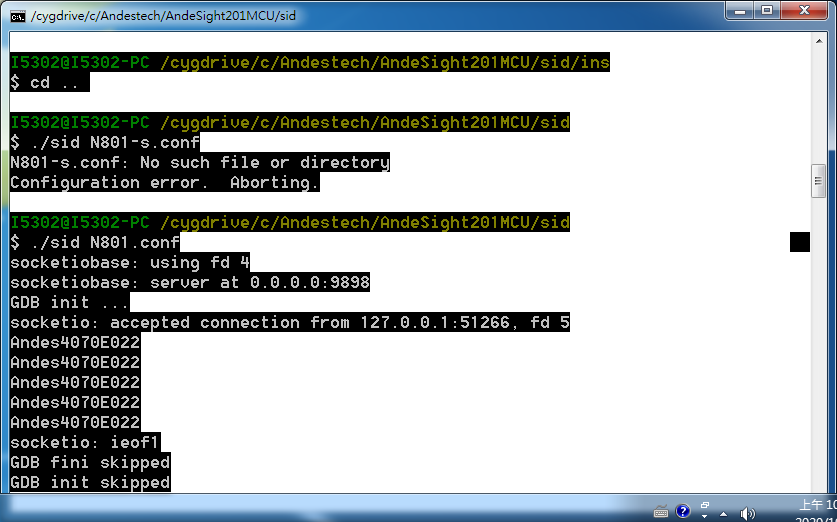 /cygdrive/c/Andestech/AndeSight201MCU/sid
I5302@I5302-PC /cygdrive/c/Andestech/AndeSight201MCU/sid/ins
$ cd ..
I5302@I5302-PC /cygdrive/c/Andestech/AndeSight201MCU/sid
$ ./sid N801-s.conf
N801-s.conf: No such file or directory
Configuration error.  Aborting.
I5302@I5302-PC /cygdrive/c/Andestech/AndeSight201MCU/sid
$ ./sid N801.conf
socketiobase: using fd 4
socketiobase: server at 0.0.0.0:9898
GDB init ...
socketio: accepted connection from 127.0.0.1:51266, fd 5
Andes4070E022
Andes4070E022
Andes4070E022
Andes4070E022
Andes4070E022
socketio: ieof1
GDB fini skipped
GDB init skipped
上午 10